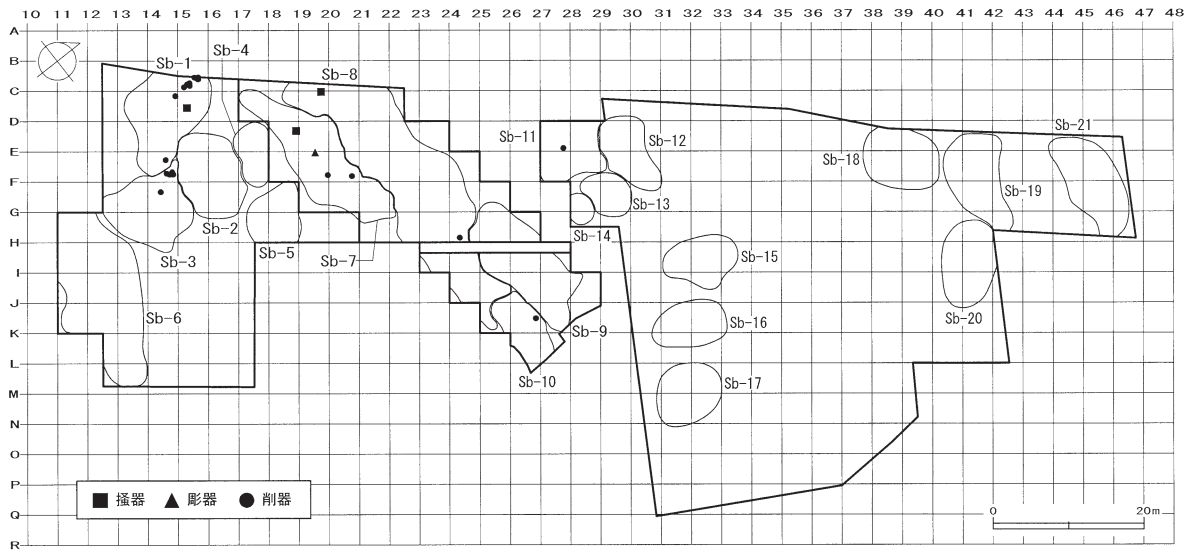 10 11 12 13 14 15 16 17 18 19 20 21 22 23 24 25 26 27 28 29 30 31 32 33 34 35 36 37 38 39 40 41 42 43 44 45 46 47 48
A
B
C
D
E
F
G
H
I
J
K
L
M
N
O
P
Q
R
Sb-4
Sb-1
Sb-8
Sb-11
Sb-12
Sb-21
Sb-18
Sb-19
Sb-13
Sb-2
Sb-14
Sb-3
Sb-5
Sb-7
Sb-15
Sb-6
Sb-9
Sb-16
Sb-20
Sb-10
Sb-17
掻器 彫器 削器
0 20m